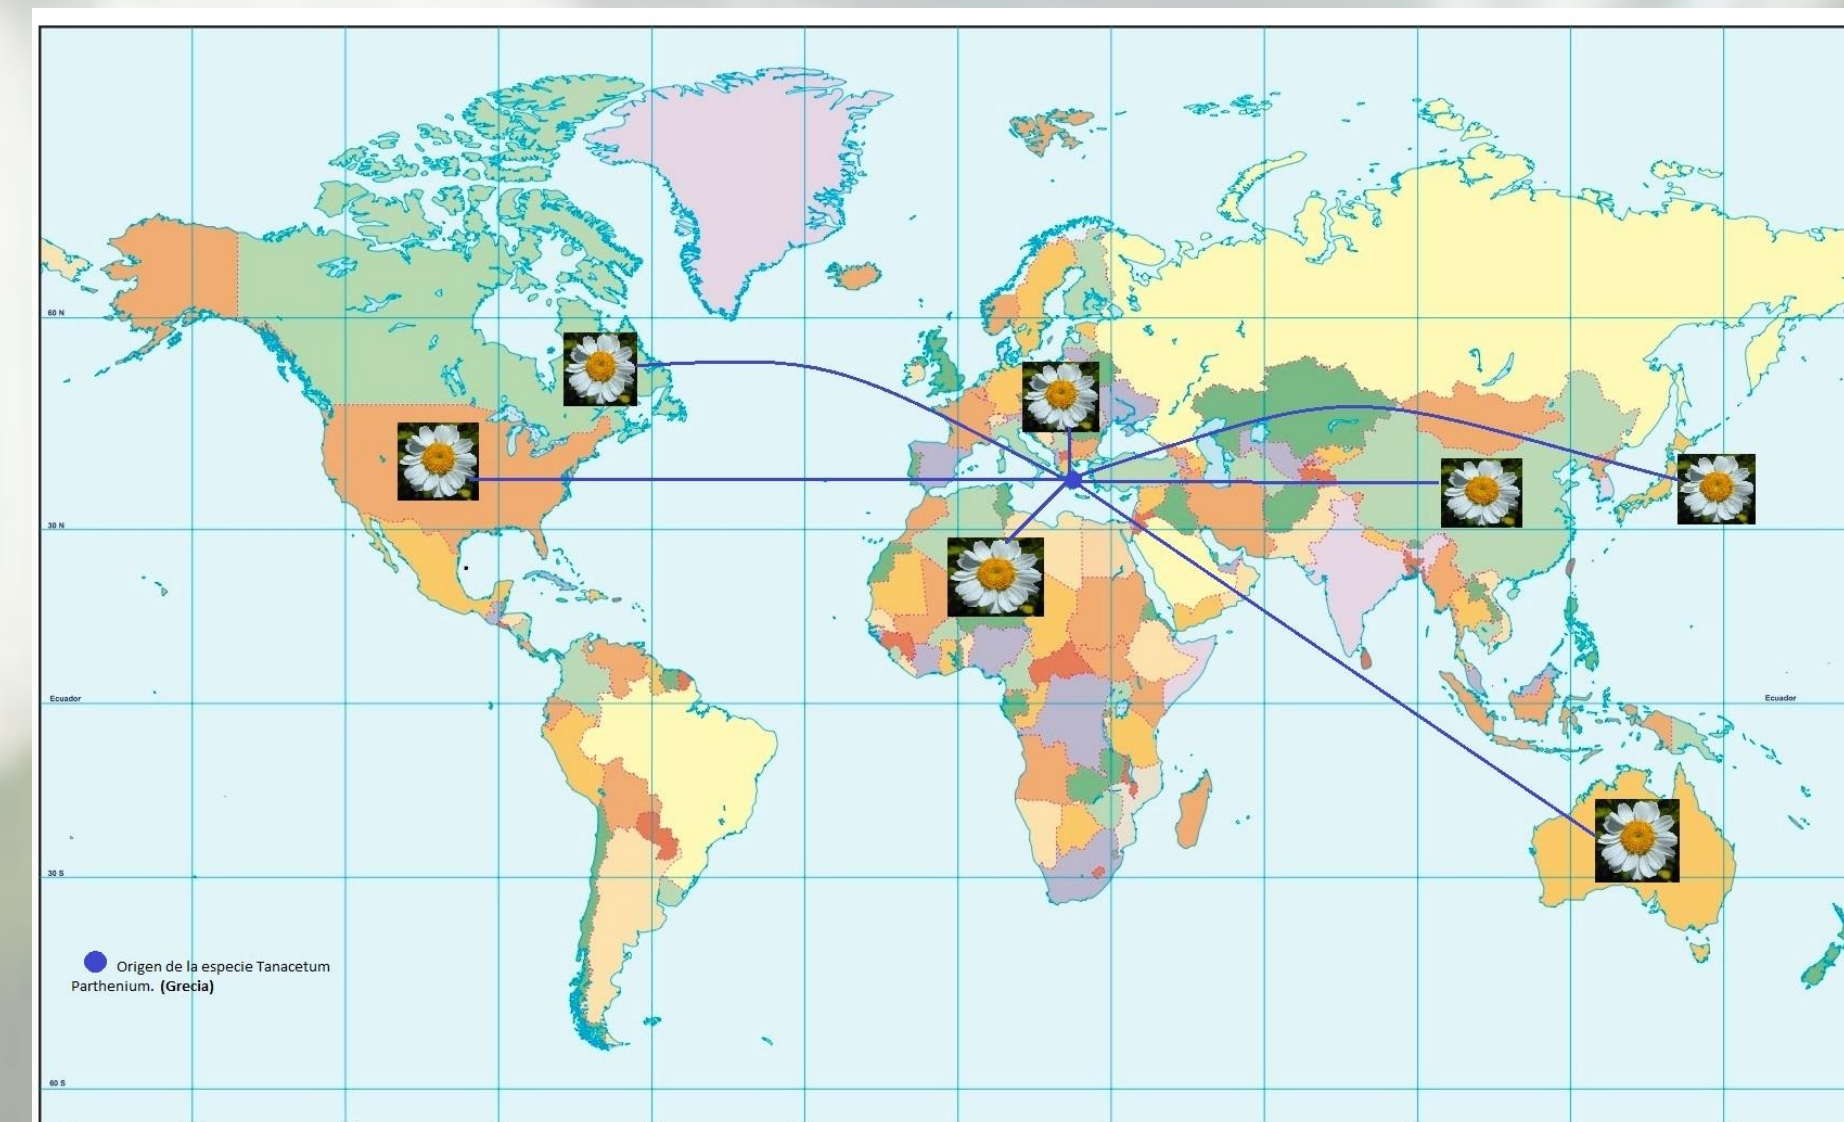 60 N
30 N
Ecuador
Ecuador
30 S
Origen de la especie Tanacetum
Parthenium. (Grecia)
60 S